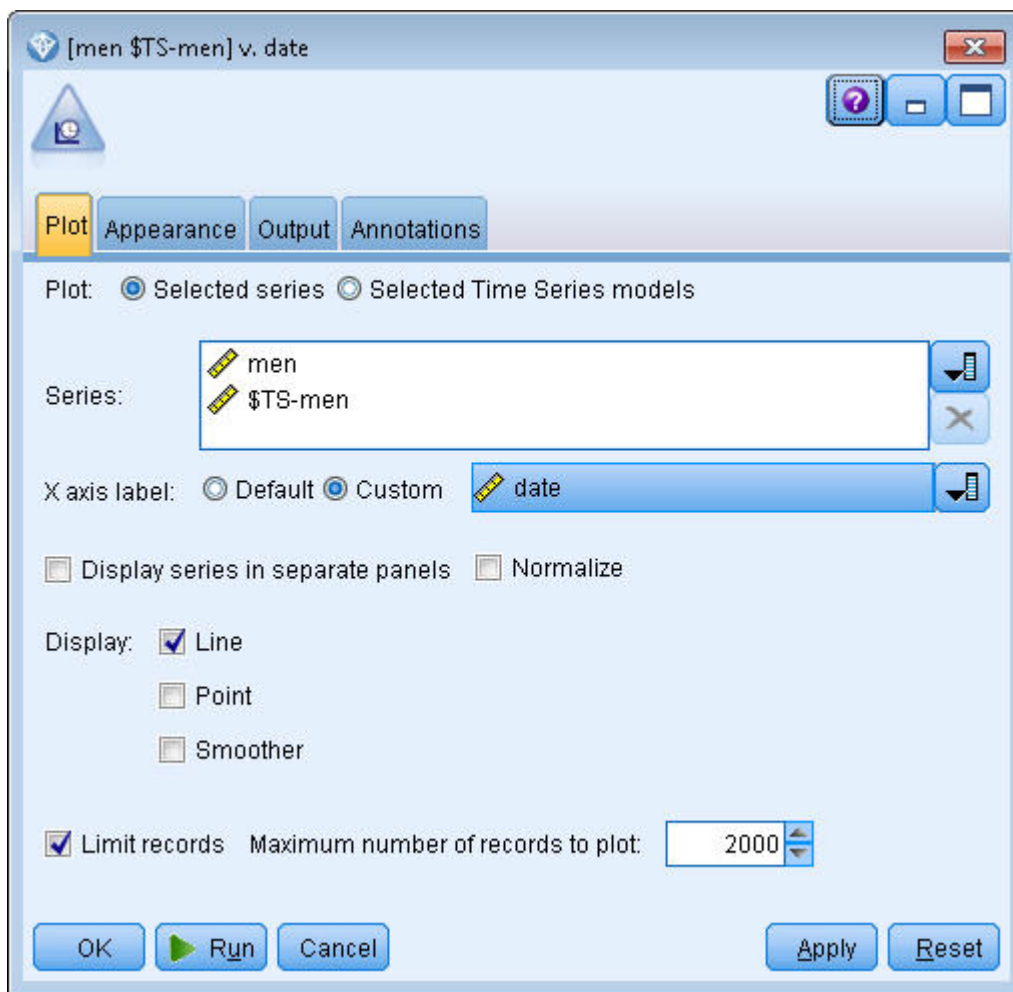 [men $TS-men] v. date
Plot Appearance Output Annotations
Plot: Selected series Selected Time Series models
Series:
men
$TS-men
X axis label: Default Custom date
Display series in separate panels Normalize
Display: Line
Point
Smoother
Limit records Maximum number of records to plot: 2000
OK Run Cancel Apply Reset